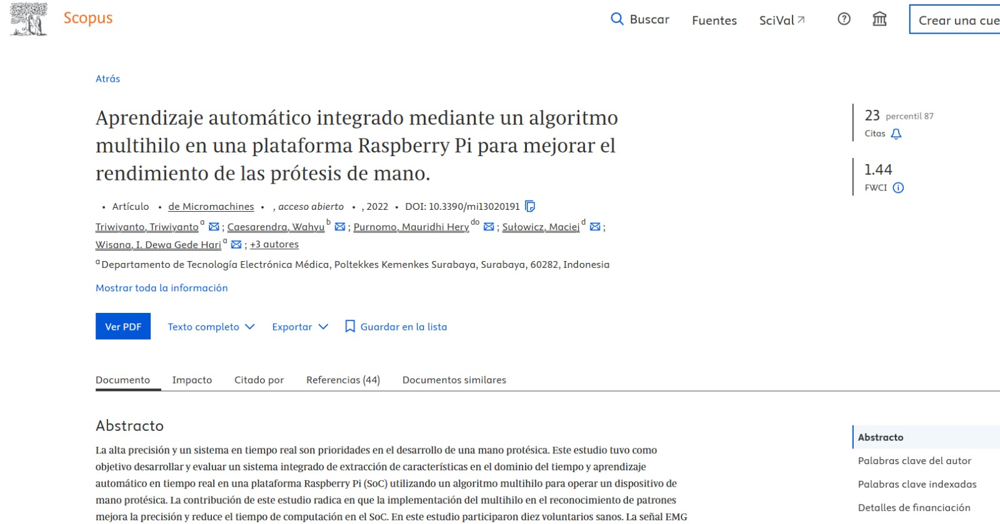 Scopus
Buscar
Fuentes
SciVal
Crear una cue
Atrás
Aprendizaje automático integrado mediante un algoritmo
multihilo en una plataforma Raspberry Pi para mejorar el
rendimiento de las prótesis de mano.
23 percentil 87
Citas
1.44
FWCI
• Artículo • de Micromachines • , acceso abierto • , 2022 • DOI: 10.3390/mi13020191
Triwiyanto, Triwiyanto a ; Caesarendra, Wahyu b ; Purnomo, Mauridhi Hery do ; Sułowicz, Maciej d ;
Wisana, I. Dewa Gede Hari a ; +3 autores
a Departamento de Tecnología Electrónica Médica, Poltekkes Kemenkes Surabaya, Surabaya, 60282, Indonesia
Mostrar toda la información
Ver PDF
Texto completo
Exportar
Guardar en la lista
Documento
Impacto
Citado por
Referencias (44)
Documentos similares
Abstracto
La alta precisión y un sistema en tiempo real son prioridades en el desarrollo de una mano protésica. Este estudio tuvo como
objetivo desarrollar y evaluar un sistema integrado de extracción de características en el dominio del tiempo y aprendizaje
automático en tiempo real en una plataforma Raspberry Pi (SoC) utilizando un algoritmo multihilo para operar un dispositivo de
mano protésica. La contribución de este estudio radica en que la implementación del multihilo en el reconocimiento de patrones
mejora la precisión y reduce el tiempo de computación en el SoC. En este estudio participaron diez voluntarios sanos. La señal EMG
Abstracto
Palabras clave del autor
Palabras clave indexadas
Detalles de financiación